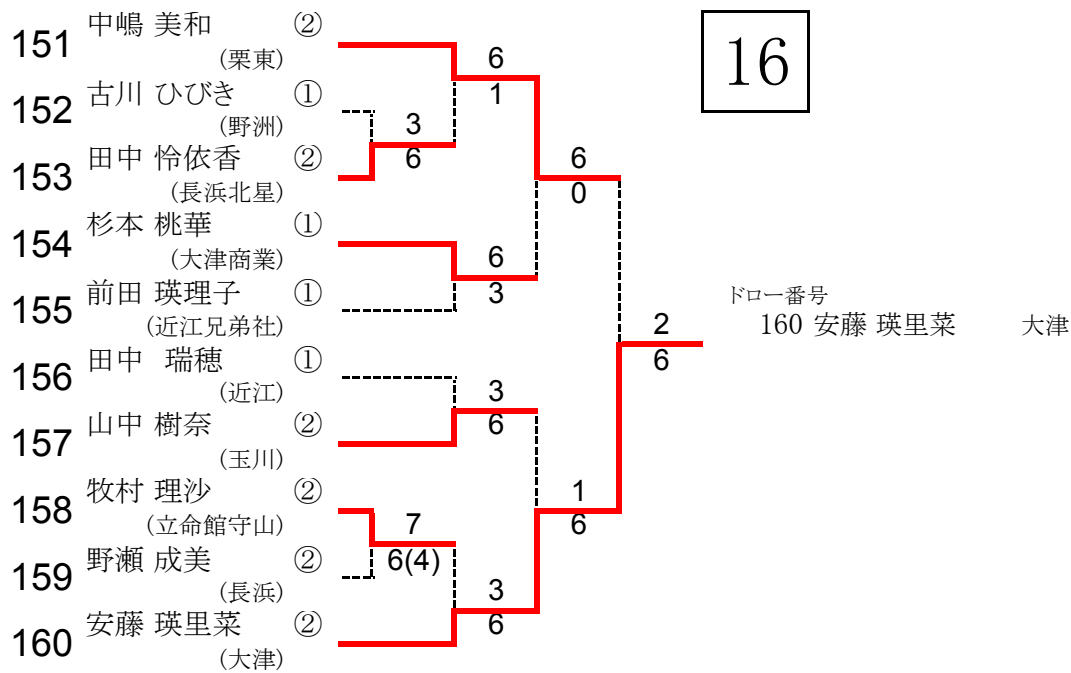 16
151 中嶋 美和 ②
(栗東)
152 古川 ひびき ①
(野洲)
153 田中 怜依香 ②
(長浜北星)
154 杉本 桃華 ①
(大津商業)
155 前田 瑛理子 ①
(近江兄弟社)
156 田中 瑞穂 ①
(近江)
157 山中 樹奈 ②
(玉川)
158 牧村 理沙 ②
(立命館守山)
159 野瀬 成美 ②
(長浜)
160 安藤 瑛里菜 ②
(大津)
3
6
7
6(4)
6
1
6
3
3
6
3
6
6
0
1
6
2
6
ドロー番号
160 安藤 瑛里菜 大津